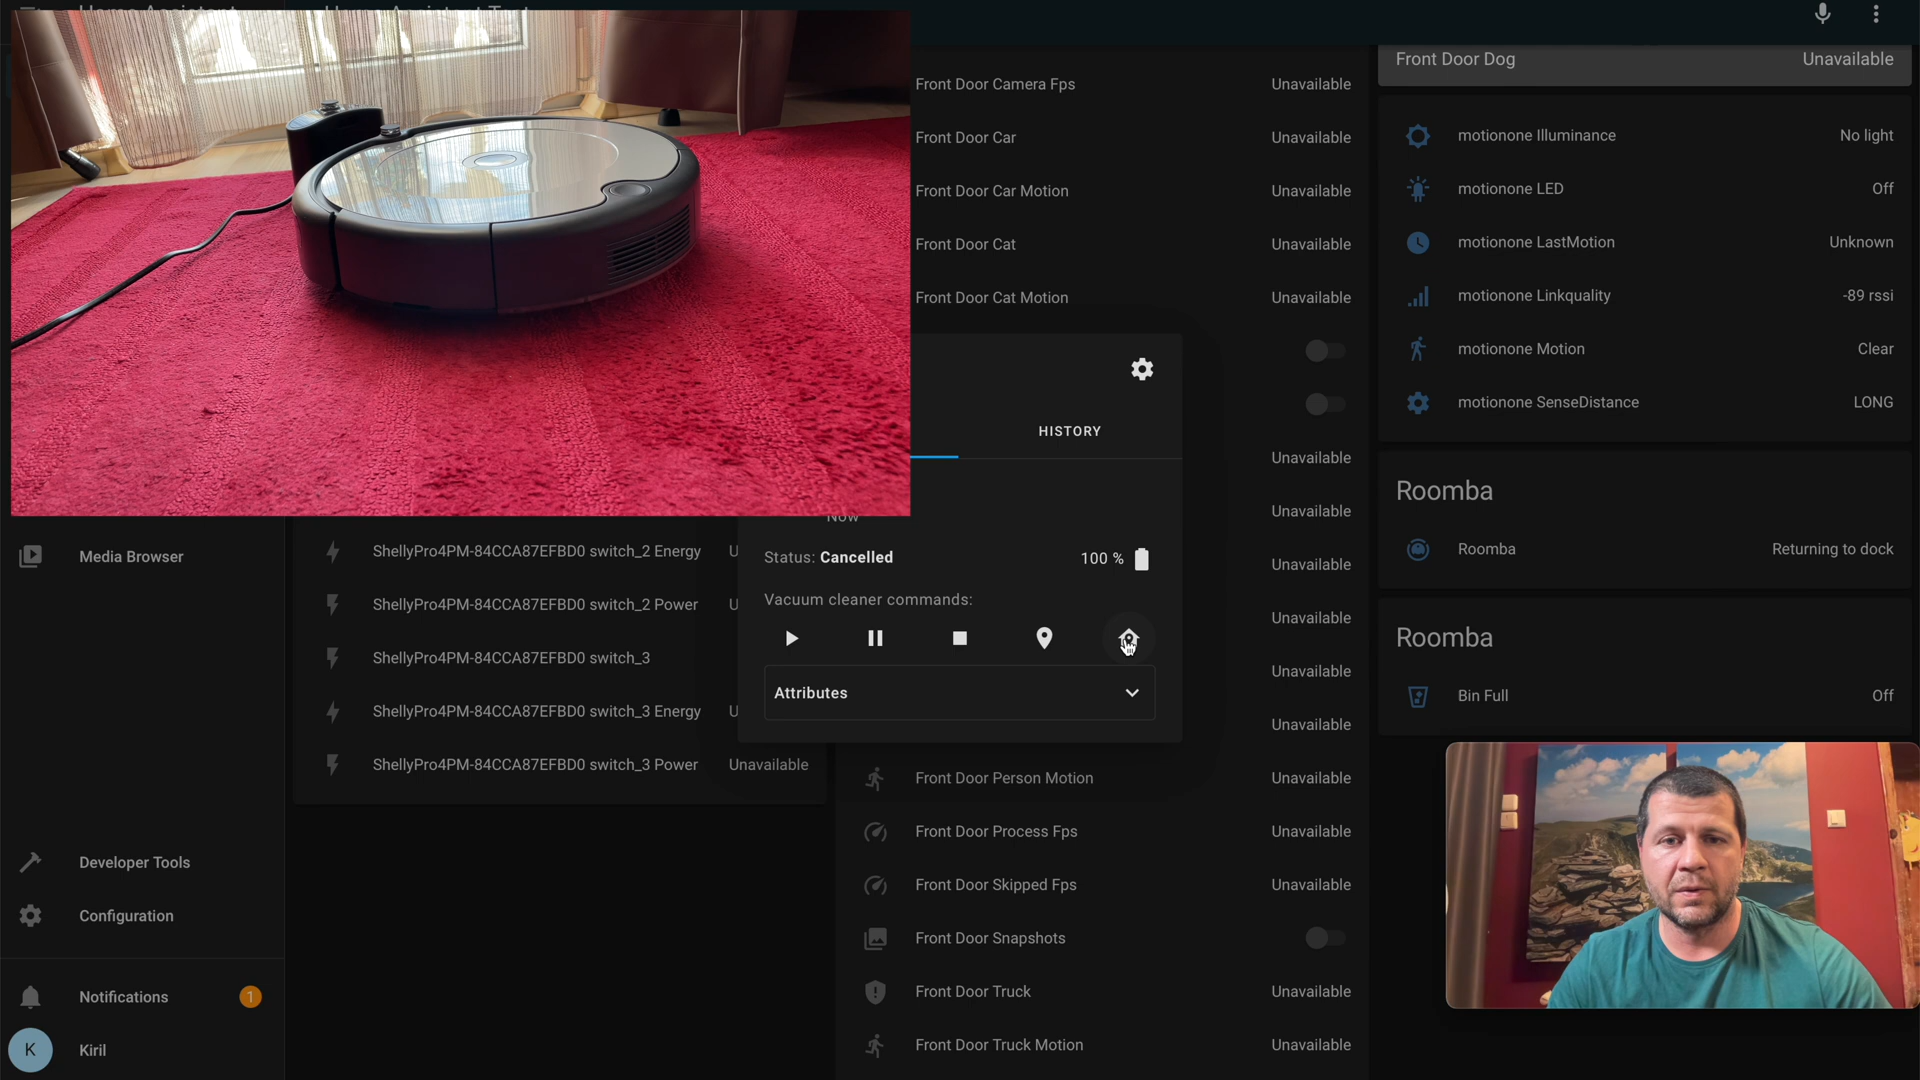 Media Browser
Developer Tools
Configuration
Notifications
1
K
Kiril
ShellyPro4PM-84CCA87EFBD0 switch_2 Energy
U
ShellyPro4PM-84CCA87EFBD0 switch_2 Power
U
ShellyPro4PM-84CCA87EFBD0 switch_3
ShellyPro4PM-84CCA87EFBD0 switch_3 Energy
U
ShellyPro4PM-84CCA87EFBD0 switch_3 Power
Unavailable
HISTORY
Now
Status: Cancelled
100 %
Vacuum cleaner commands:
Attributes
Front Door Camera Fps
Unavailable
Front Door Car
Unavailable
Front Door Car Motion
Unavailable
Front Door Cat
Unavailable
Front Door Cat Motion
Unavailable
Unavailable
Unavailable
Unavailable
Unavailable
Unavailable
Unavailable
Front Door Person Motion
Unavailable
Front Door Process Fps
Unavailable
Front Door Skipped Fps
Unavailable
Front Door Snapshots
Front Door Truck
Unavailable
Front Door Truck Motion
Unavailable
Front Door Dog
Unavailable
motionone Illuminance
No light
motionone LED
Off
motionone LastMotion
Unknown
motionone Linkquality
-89 rssi
motionone Motion
Clear
motionone SenseDistance
LONG
Roomba
Roomba
Returning to dock
Roomba
Bin Full
Off